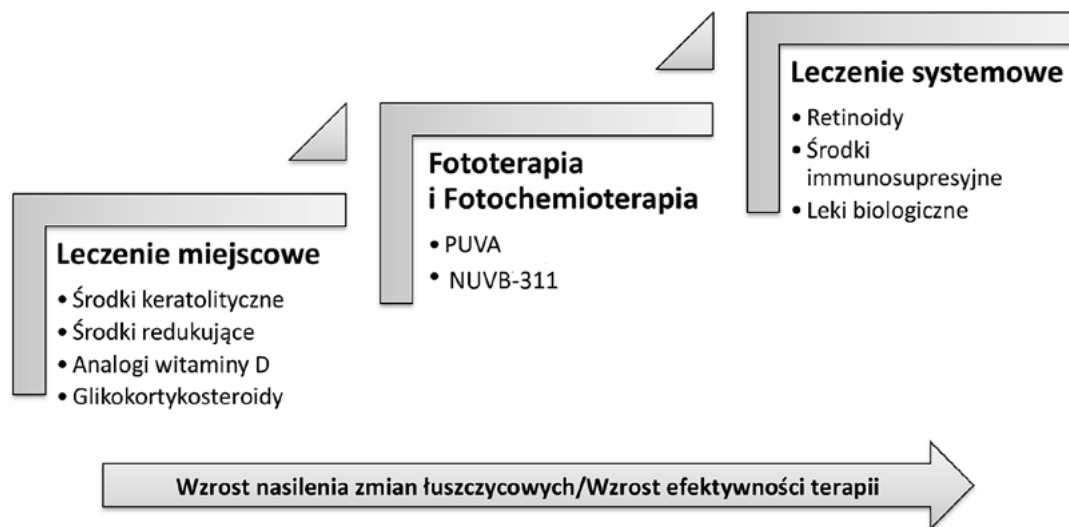 Leczenie miejscowe
• Środki keratolityczne
• Środki redukujące
• Analogi witaminy D
• Glikokortykosteroidy
Fototerapia
i Fotochemioterapia
• PUVA
• NUVB-311
Leczenie systemowe
• Retinoidy
• Środki
immunosupresyjne
• Leki biologiczne
Wzrost nasilenia zmian łuszczycowych/Wzrost efektywności terapii